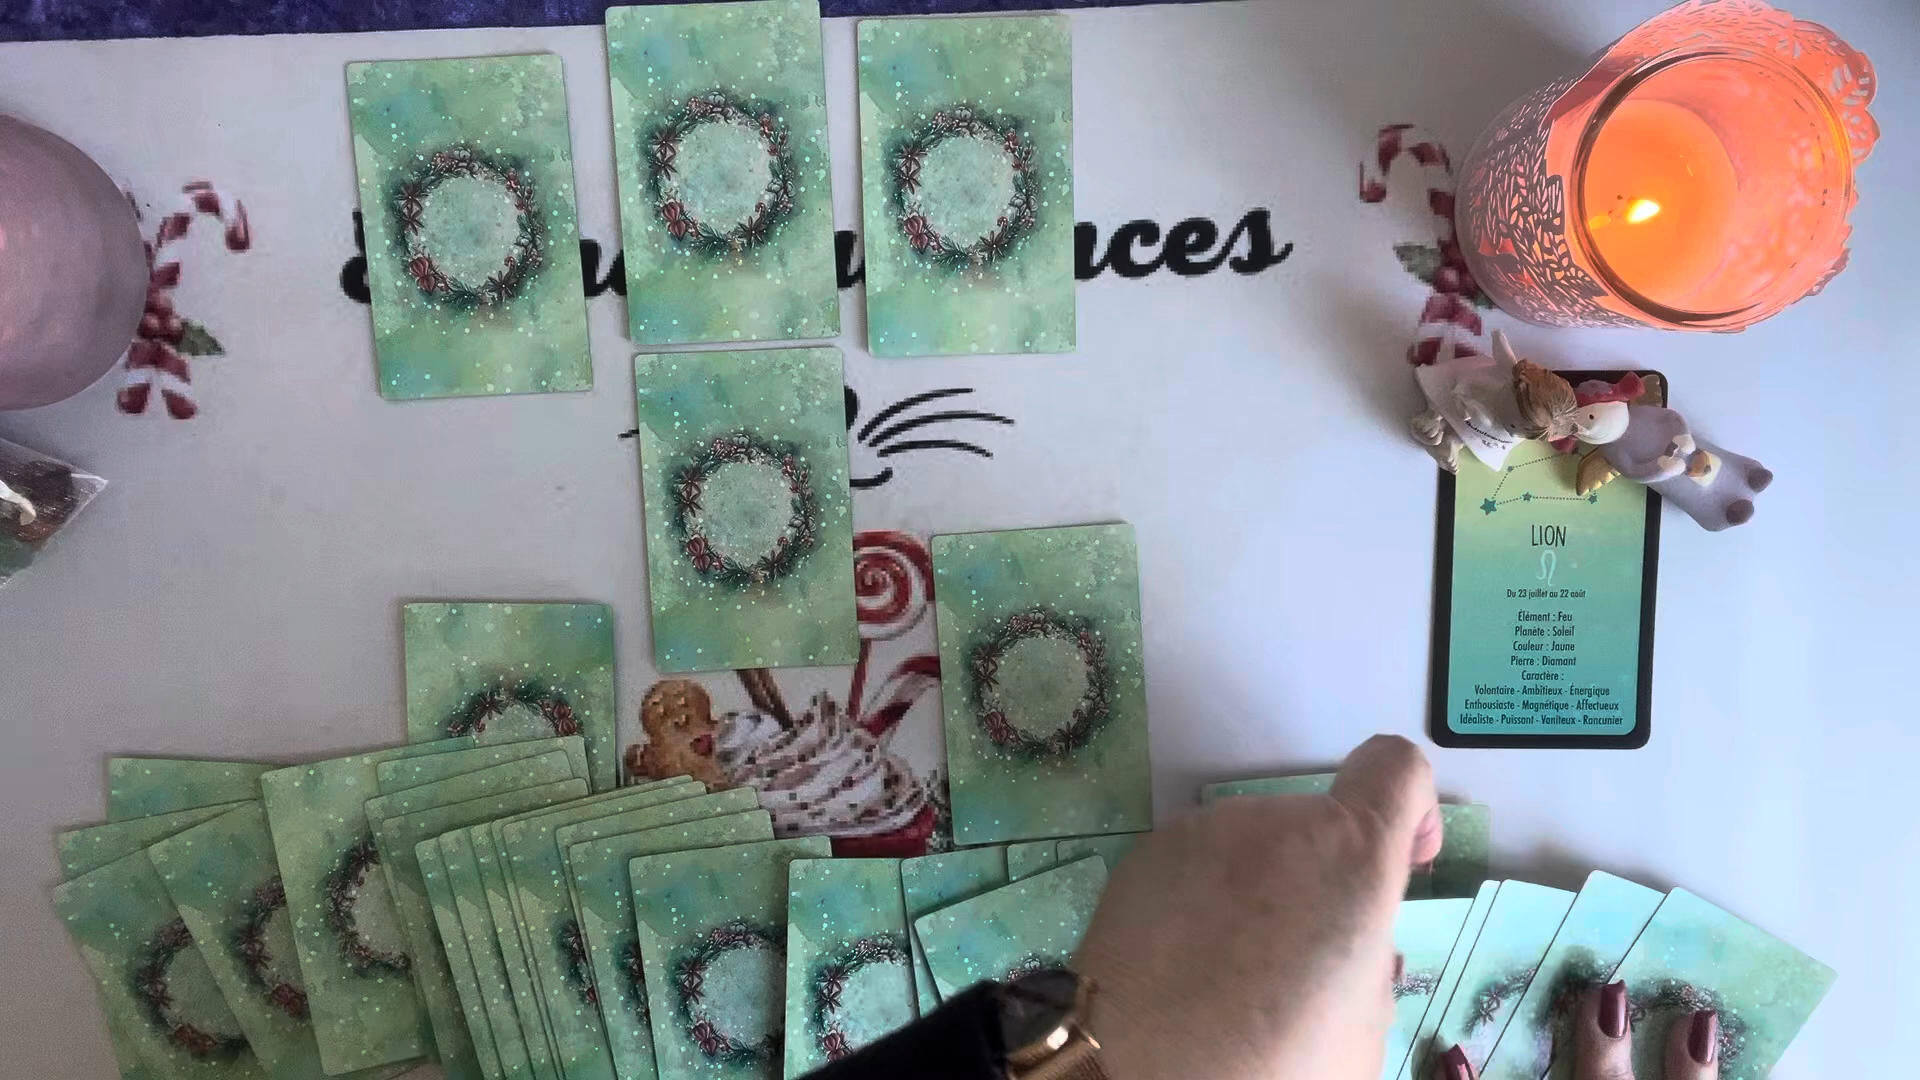 LION
Du 23 juillet au 22 août
Élément : Feu
Planète : Soleil
Couleur : Jaune
Pierre : Diamant
Caractère :
Volontaire - Ambitieux - Énergique
Enthousiaste - Magnétique - Affectueux
Idéaliste - Puissant - Vaniteux - Rancunier